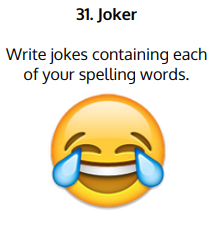 31. Joker
Write jokes containing each
of your spelling words.